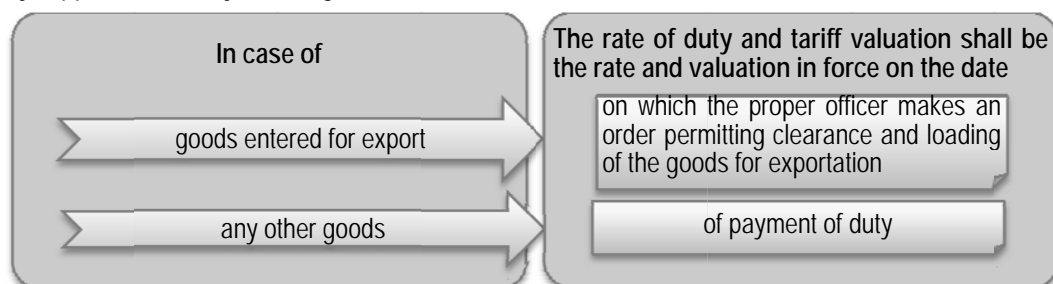 In case of
The rate of duty and tariff valuation shall be
the rate and valuation in force on the date
goods entered for export
on which the proper officer makes an
order permitting clearance and loading
of the goods for exportation
any other goods
of payment of duty